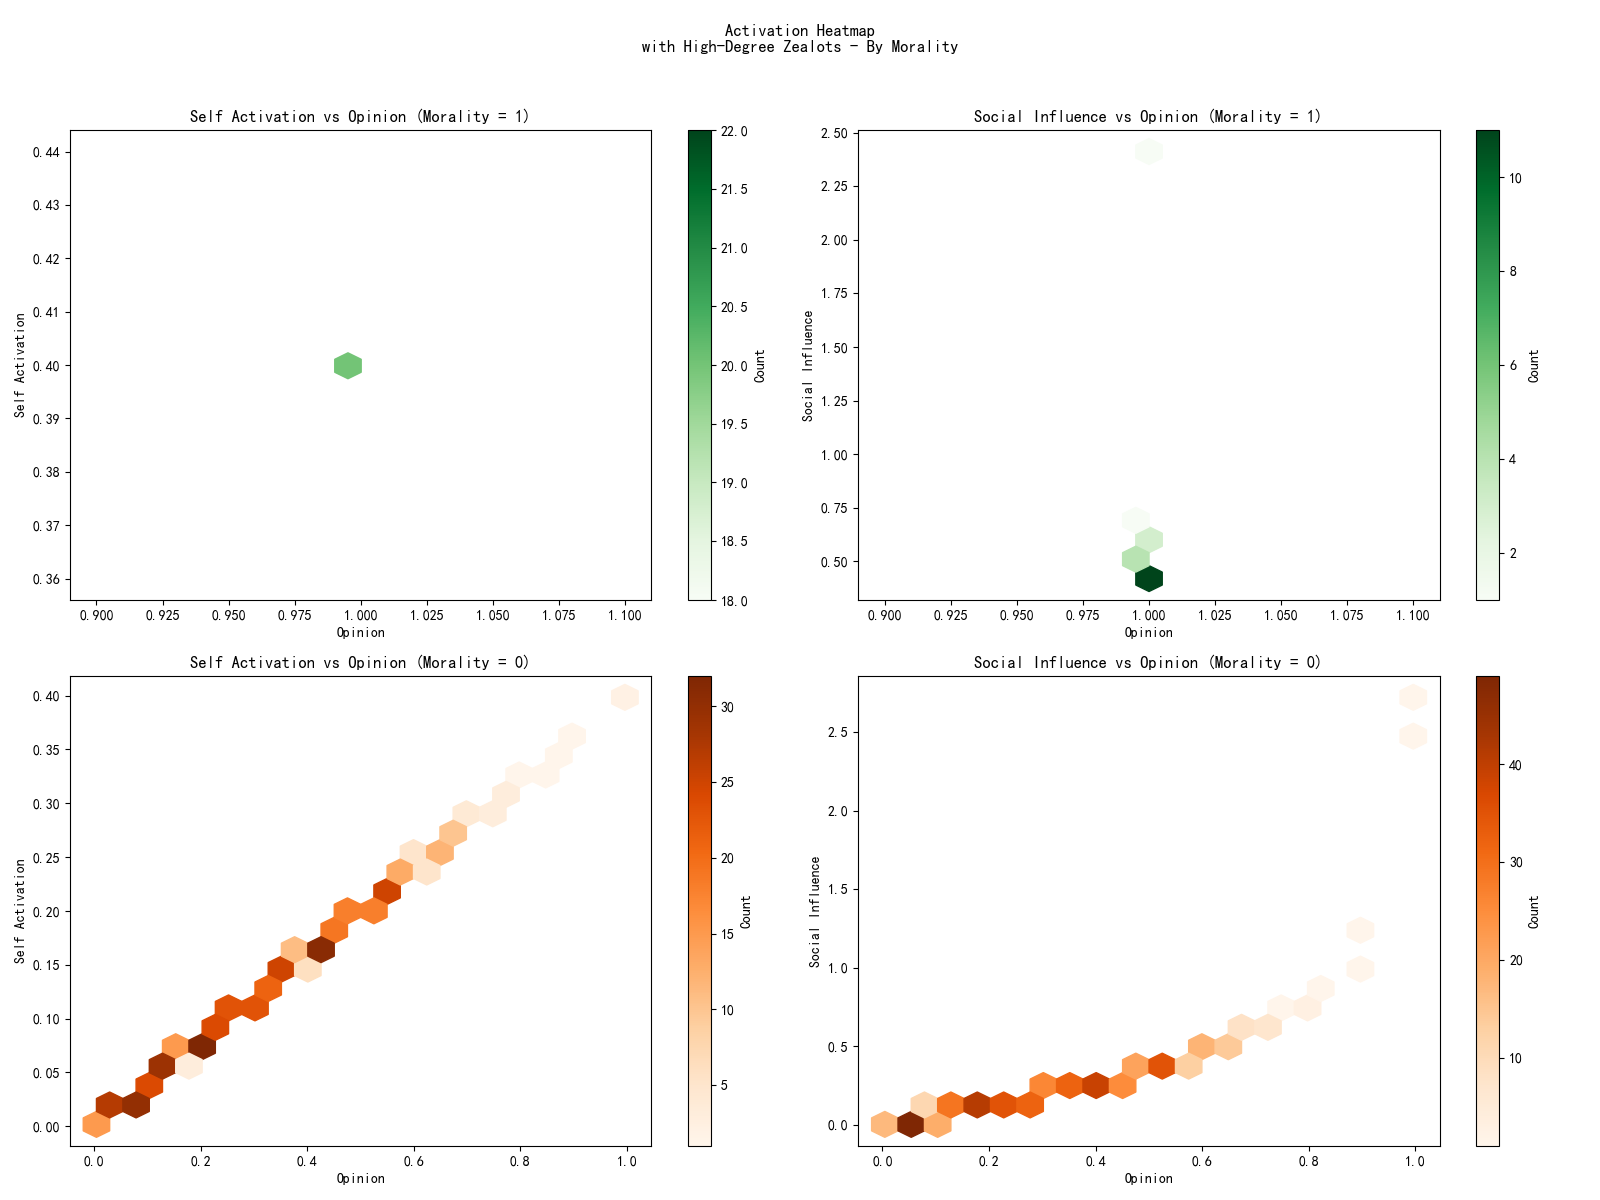 Activation Heatmap
with High-Degree Zealots - By Morality
Self Activation vs Opinion (Morality = 1)
0.44
0.43
0.42
0.41
0.40
0.39
0.38
0.37
0.36
Self Activation
0.900 0.925 0.950 0.975 1.000 1.025 1.050 1.075 1.100
Opinion
22.0
21.5
21.0
20.5
20.0
19.5
19.0
18.5
18.0
Count
Social Influence vs Opinion (Morality = 1)
2.50
2.25
2.00
1.75
1.50
1.25
1.00
0.75
0.50
Social Influence
0.900 0.925 0.950 0.975 1.000 1.025 1.050 1.075 1.100
Opinion
10
8
6
4
2
Count
Self Activation vs Opinion (Morality = 0)
0.40
0.35
0.30
0.25
0.20
0.15
0.10
0.05
0.00
Self Activation
0.0 0.2 0.4 0.6 0.8 1.0
Opinion
30
25
20
15
10
5
Count
Social Influence vs Opinion (Morality = 0)
2.5
2.0
1.5
1.0
0.5
0.0
Social Influence
0.0 0.2 0.4 0.6 0.8 1.0
Opinion
40
30
20
10
Count